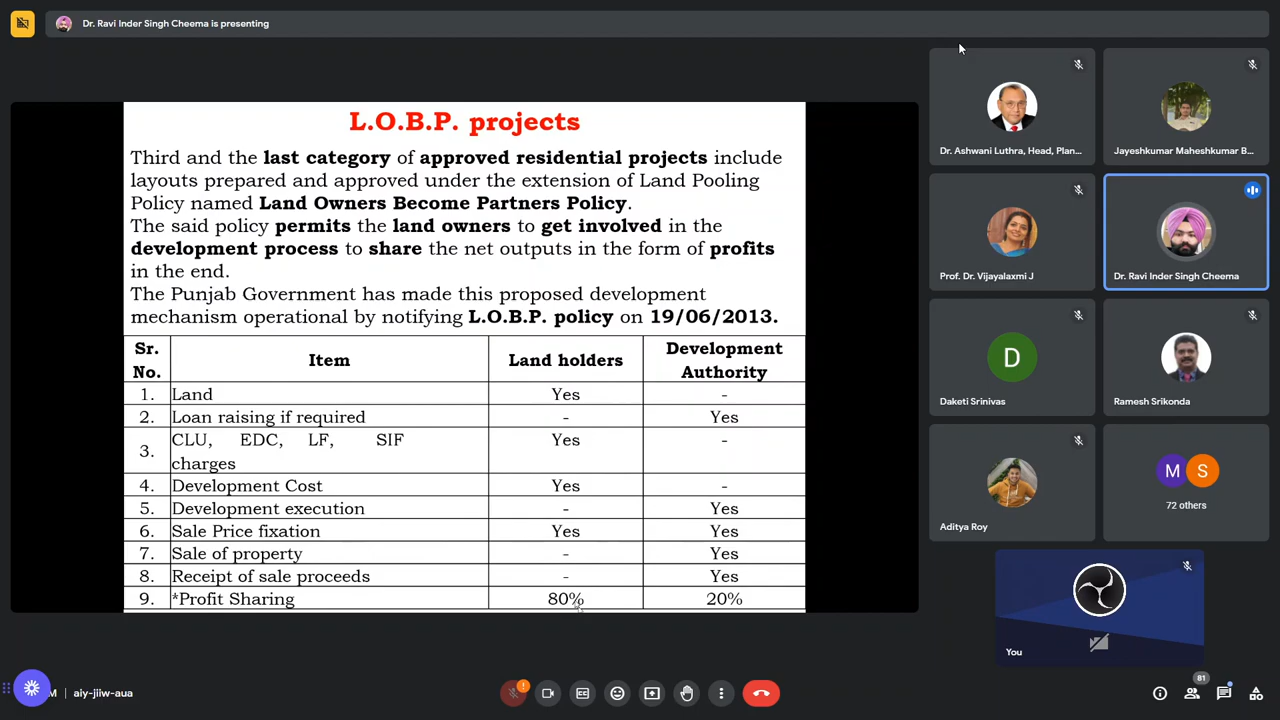 Dr. Ravi Inder Singh Cheema is presenting
L.O.B.P. projects
Third and the last category of approved residential projects include
layouts prepared and approved under the extension of Land Pooling
Policy named Land Owners Become Partners Policy.
The said policy permits the land owners to get involved in the
development process to share the net outputs in the form of profits
in the end.
The Punjab Government has made this proposed development
mechanism operational by notifying L.O.B.P. policy on 19/06/2013.
Sr. No. Item Land holders Development Authority
1. Land Yes -
2. Loan raising if required - Yes
3. CLU, EDC, LF, SIF charges Yes -
4. Development Cost Yes -
5. Development execution - Yes
6. Sale Price fixation Yes Yes
7. Sale of property - Yes
8. Receipt of sale proceeds - Yes
9. *Profit Sharing 80% 20%
Dr. Ashwani Luthra, Head, Plan...
Jayeshkumar Maheshkumar B...
Prof. Dr. Vijayalaxmi J
Dr. Ravi Inder Singh Cheema
D
Daketi Srinivas
Ramesh Srikonda
Aditya Roy
M S
72 others
You
M | aiy-jiiw-aua
81